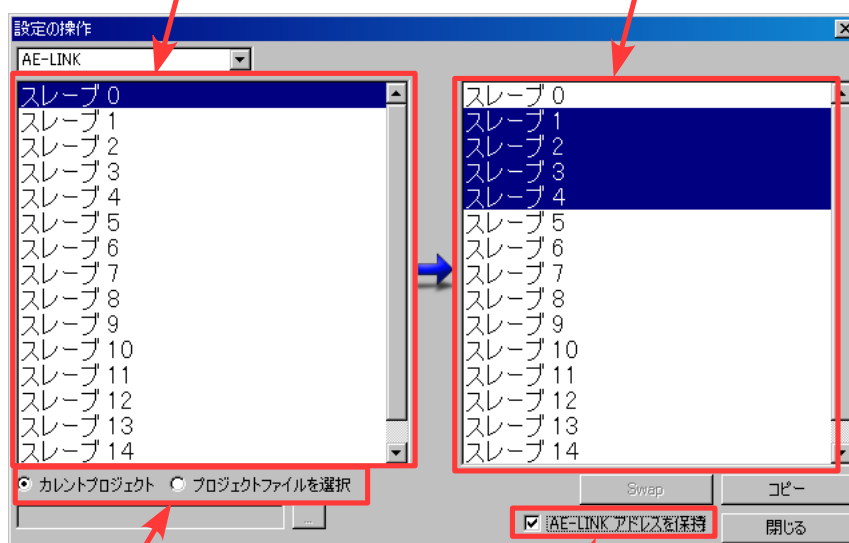 設定の操作
AE-LINK
スレーブ 0
スレーブ 1
スレーブ 2
スレーブ 3
スレーブ 4
スレーブ 5
スレーブ 6
スレーブ 7
スレーブ 8
スレーブ 9
スレーブ 10
スレーブ 11
スレーブ 12
スレーブ 13
スレーブ 14
スレーブ 0
スレーブ 1
スレーブ 2
スレーブ 3
スレーブ 4
スレーブ 5
スレーブ 6
スレーブ 7
スレーブ 8
スレーブ 9
スレーブ 10
スレーブ 11
スレーブ 12
スレーブ 13
スレーブ 14
カレントプロジェクト プロジェクトファイルを選択
...
Swap コピー
AE-LINK アドレスを保持 閉じる